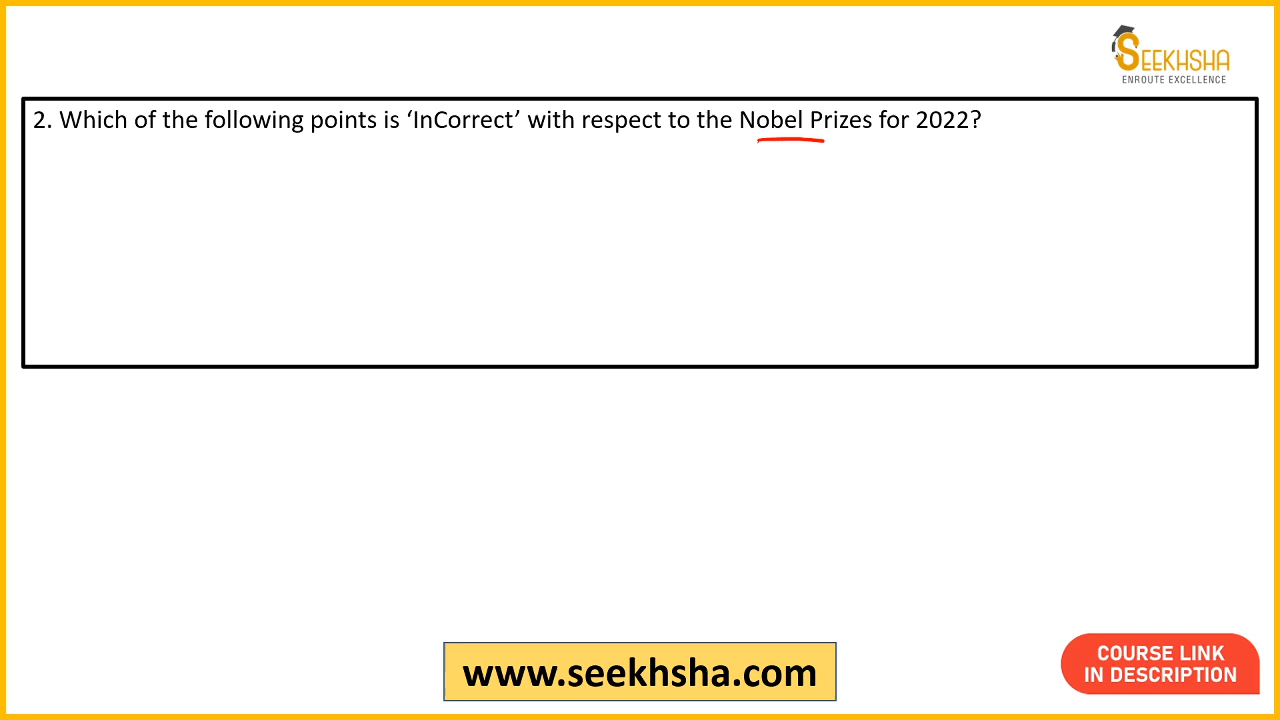 SEEKHSHA
ENROUTE EXCELLENCE
2. Which of the following points is ‘InCorrect’ with respect to the Nobel Prizes for 2022?
www.seekhsha.com
COURSE LINK
IN DESCRIPTION